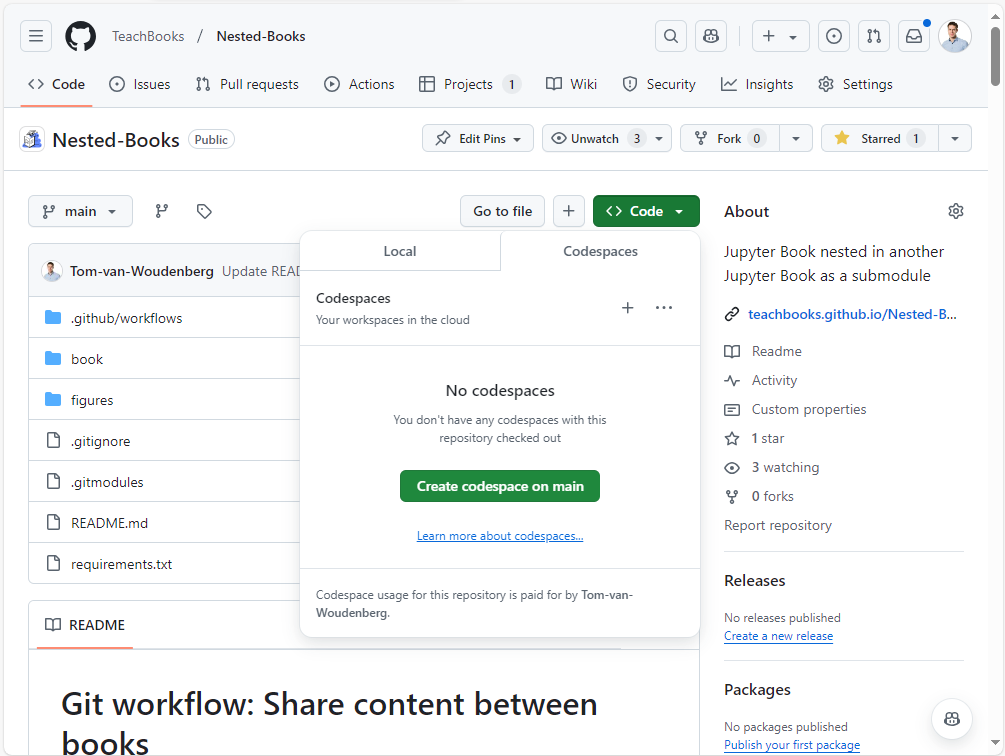 TeachBooks / Nested-Books
Code Issues Pull requests Actions Projects 1 Wiki Security Insights Settings
Nested-Books Public
Edit Pins Unwatch 3 Fork 0 Starred 1
main Go to file Code
Local Codespaces
Codespaces
Your workspaces in the cloud
No codespaces
You don't have any codespaces with this
repository checked out
Create codespace on main
Learn more about codespaces...
Codespace usage for this repository is paid for by Tom-van-
Woudenberg.
Tom-van-Woudenberg Update READ
.github/workflows
book
figures
.gitignore
.gitmodules
README.md
requirements.txt
README
Git workflow: Share content between
books
About
Jupyter Book nested in another
Jupyter Book as a submodule
teachbooks.github.io/Nested-B...
Readme
Activity
Custom properties
1 star
3 watching
0 forks
Report repository
Releases
No releases published
Create a new release
Packages
No packages published
Publish your first package